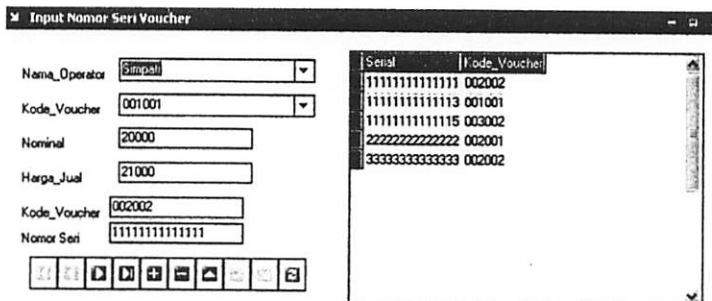 Input Nomor Seri Voucher
Nama_Operator Simpati
Kode_Voucher 001001
Nominal 20000
Harga_Jual 21000
Kode_Voucher 002002
Nomor Seri 11111111111111
Serial Kode_Voucher
11111111111111 002002
11111111111113 001001
11111111111115 003002
22222222222222 002001
33333333333333 002002